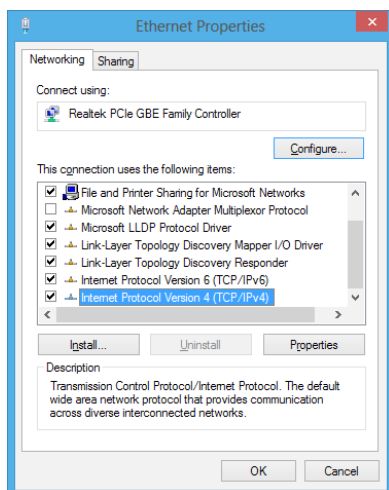 Ethernet Properties
Networking
Sharing
Connect using:
Realtek PCIe GBE Family Controller
Configure...
This connection uses the following items:
File and Printer Sharing for Microsoft Networks
Microsoft Network Adapter Multiplexor Protocol
Microsoft LLDP Protocol Driver
Link-Layer Topology Discovery Mapper I/O Driver
Link-Layer Topology Discovery Responder
Internet Protocol Version 6 (TCP/IPv6)
Internet Protocol Version 4 (TCP/IPv4)
Install...
Uninstall
Properties
Description
Transmission Control Protocol/Internet Protocol. The default
wide area network protocol that provides communication
across diverse interconnected networks.
OK
Cancel